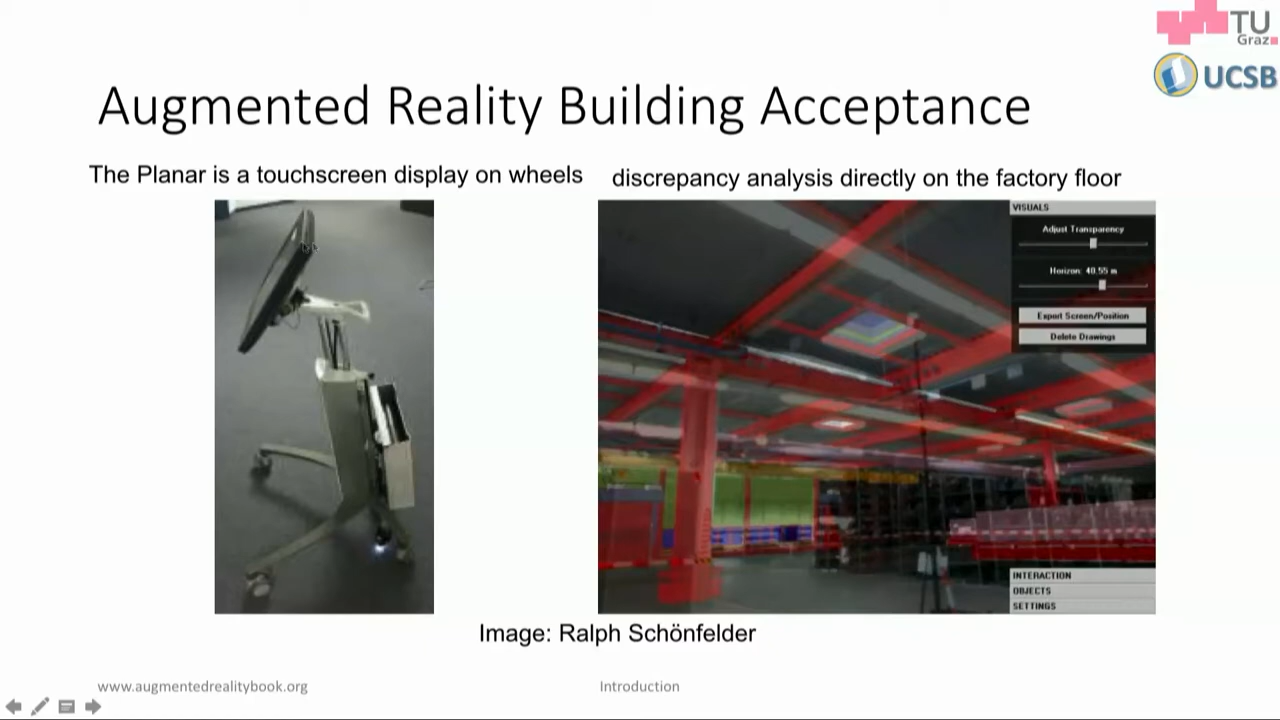 TU
Graz
UCSB
Augmented Reality Building Acceptance
The Planar is a touchscreen display on wheels
discrepancy analysis directly on the factory floor
VISUALS
Adjust Transparency
Horizon: 40.55 m
Export Screen/Position
Delete Drawings
INTERACTION
OBJECTS
SETTINGS
Image: Ralph Schönfelder
www.augmentedrealitybook.org
Introduction